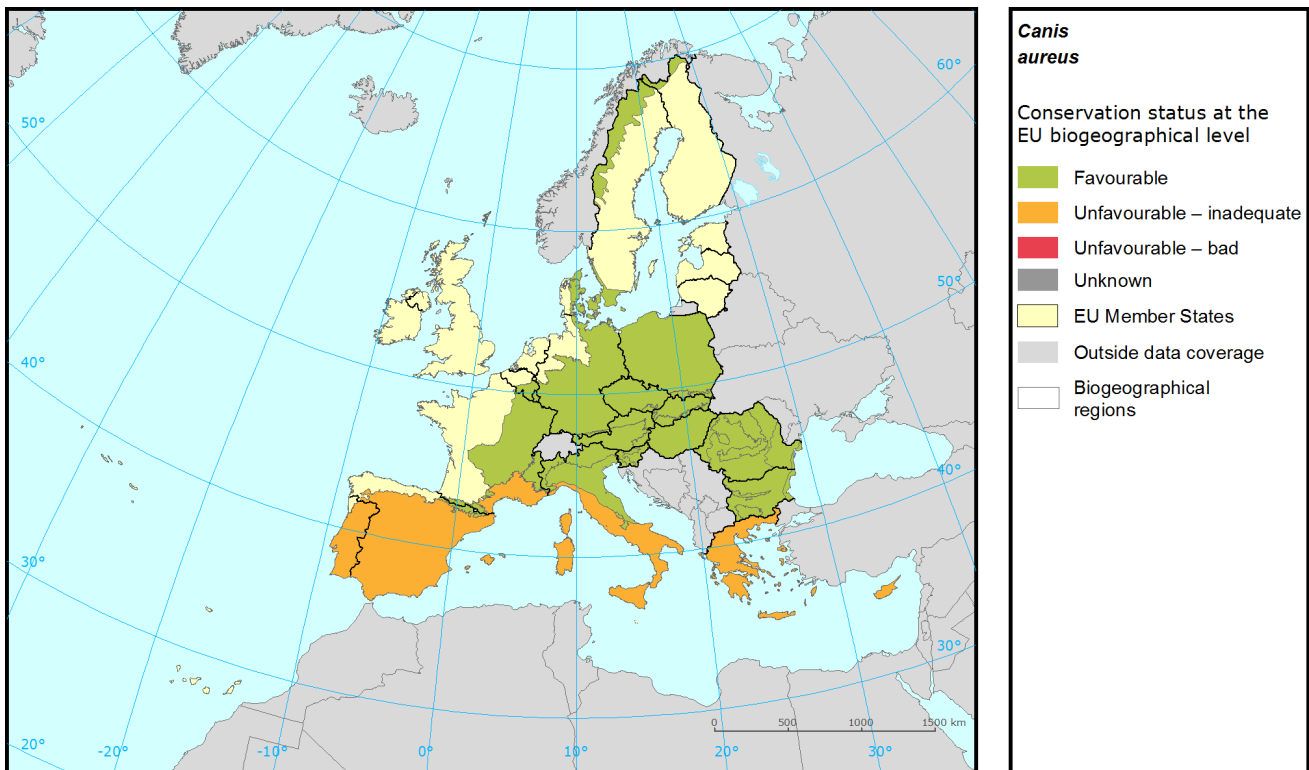 Canis
aureus
Conservation status at the
EU biogeographical level
Favourable
Unfavourable – inadequate
Unfavourable – bad
Unknown
EU Member States
Outside data coverage
Biogeographical
regions
60°
50°
50°
40°
40°
30°
30°
20°
-20°
-10°
0°
10°
20°
30°
0 500 1000 1500 km